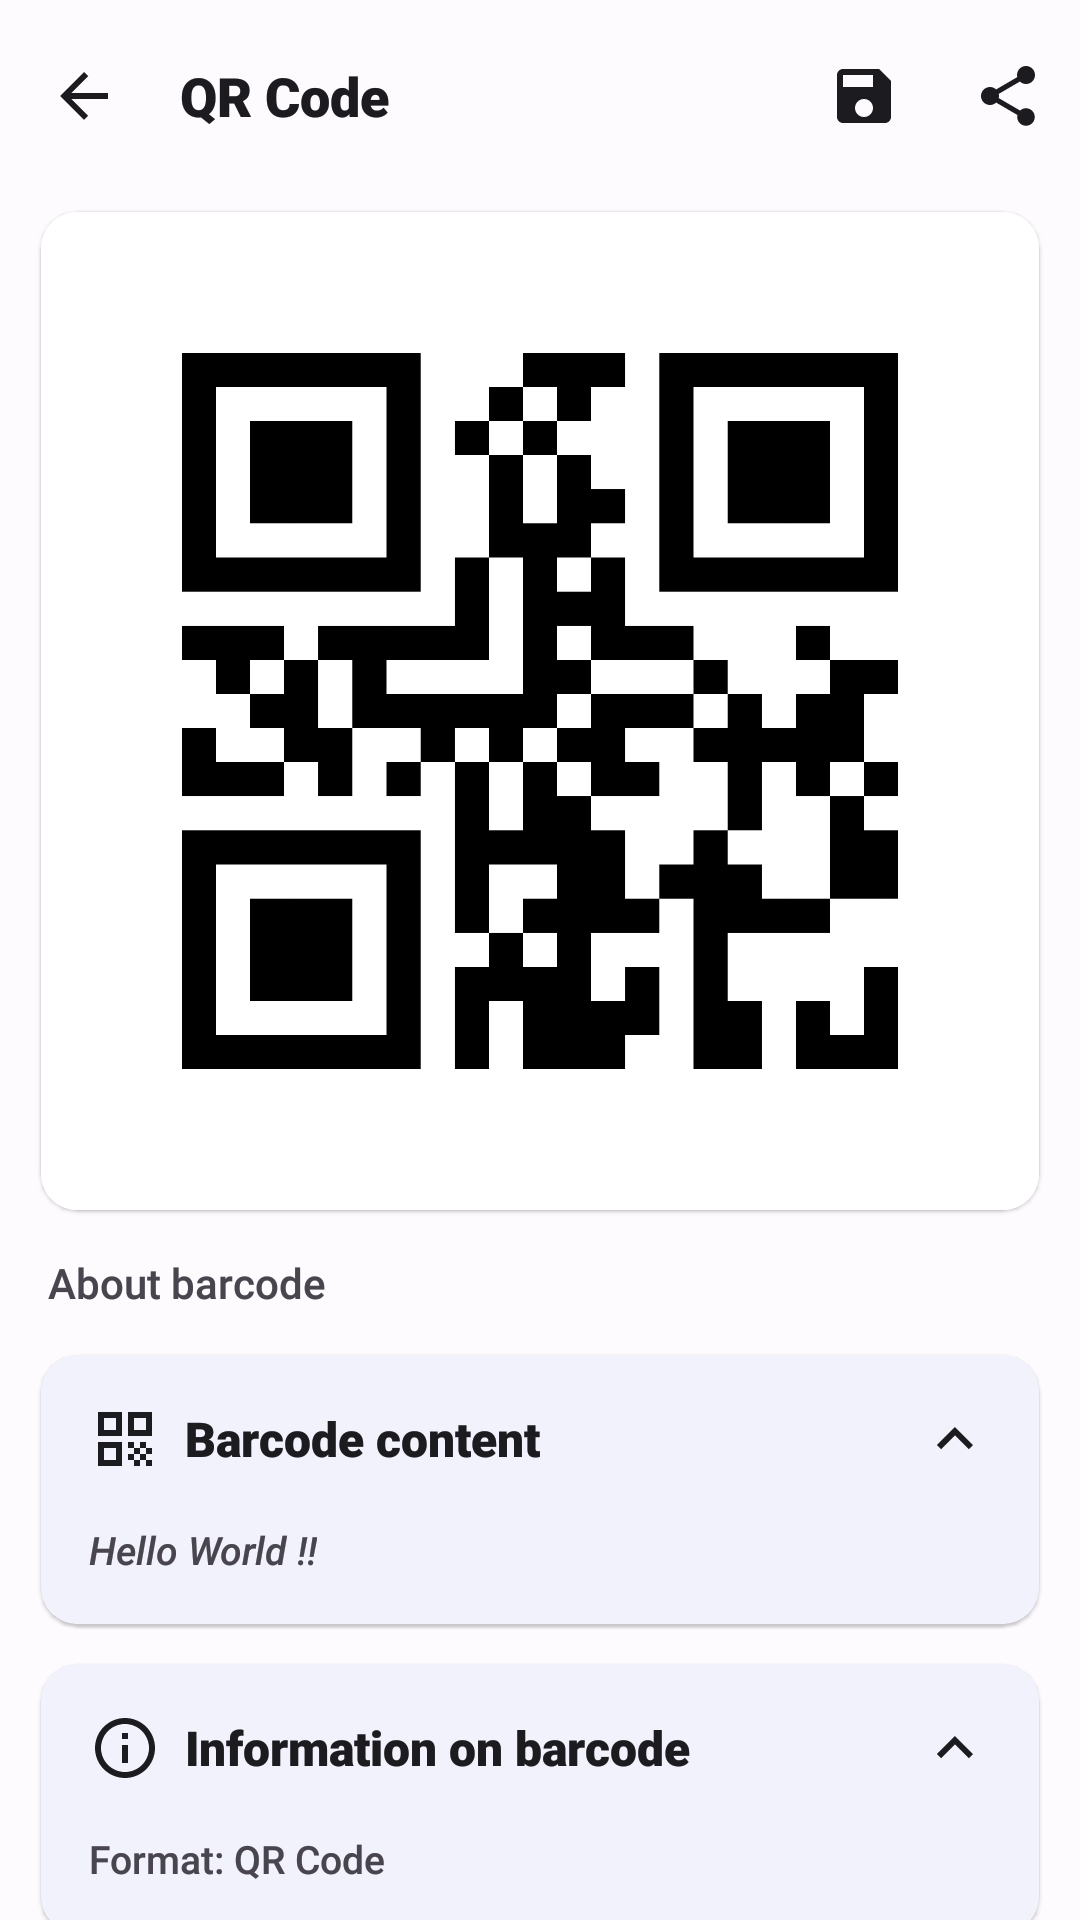 QR Code
About barcode
Barcode content
Hello World !!
Information on barcode
Format: QR Code